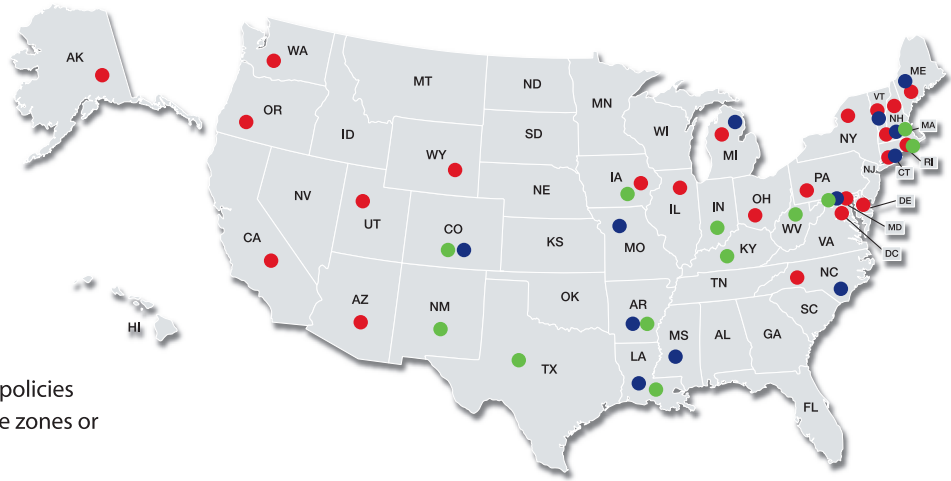 AK
WA
OR
CA
NV
ID
MT
WY
UT
AZ
CO
NM
ND
SD
NE
KS
OK
TX
MN
IA
MO
AR
LA
WI
IL
MI
IN
OH
KY
TN
MS
AL
GA
FL
SC
NC
VA
WV
PA
NY
NJ
VT
NH
ME
MA
RI
CT
DE
MD
DC
HI
policies
e zones or